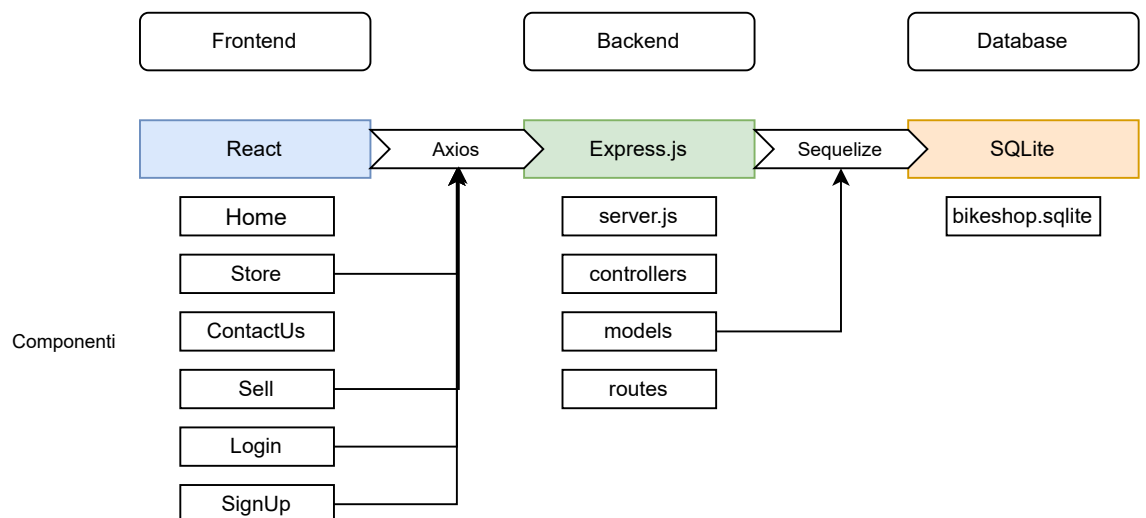 Frontend
Backend
Database
React
Axios
Express.js
Sequelize
SQLite
Home
server.js
bikeshop.sqlite
Store
controllers
Componenti
ContactUs
models
Sell
routes
Login
SignUp